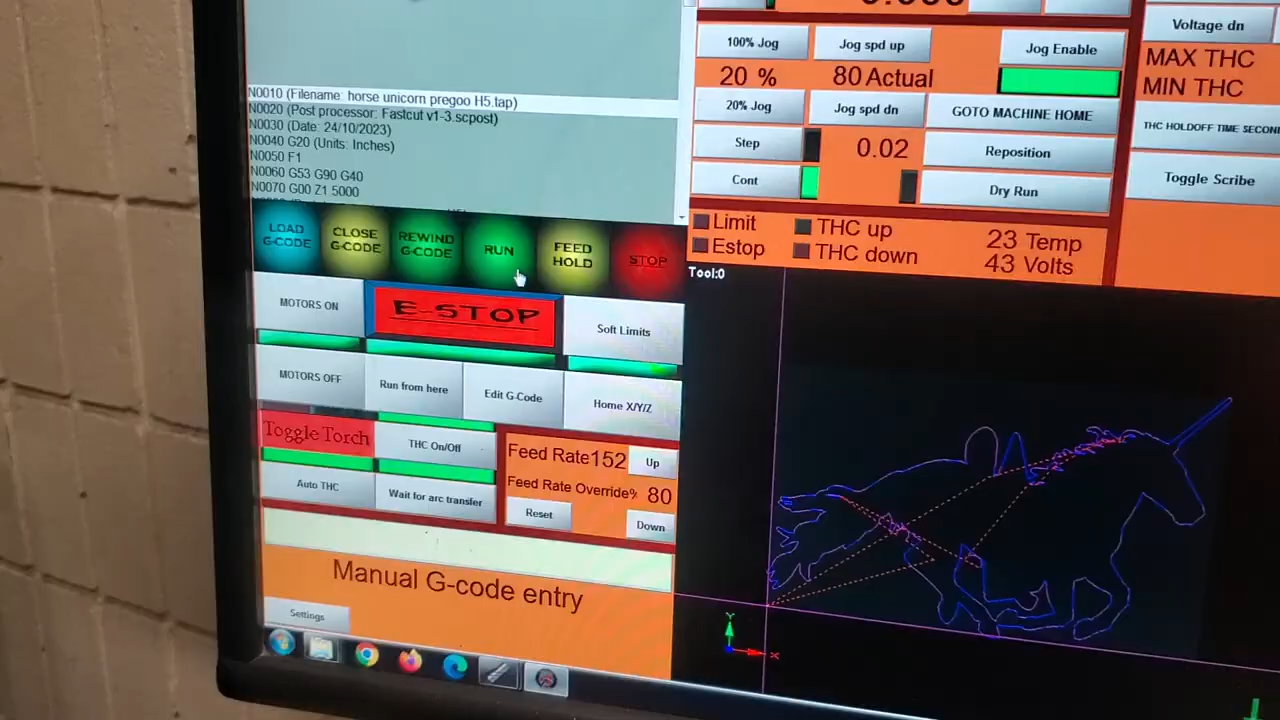 Voltage dn
100% Jog
Jog spd up
Jog Enable
MAX THC
MIN THC
20 %
80 Actual
20% Jog
Jog spd dn
GOTO MACHINE HOME
THC HOLDOFF TIME
Step
0.02
Reposition
Cont
Dry Run
Toggle Scribe
Limit
THC up
23 Temp
Estop
THC down
43 Volts
Tool:0
N0010 (Filename: horse unicorn pregoo H5.tap)
N0020 (Post processor: Fastcut v1-3.scpost)
N0030 (Date: 24/10/2023)
N0040 G20 (Units: Inches)
N0050 F1
N0060 G53 G90 G40
N0070 G00 Z1.5000
LOAD
G-CODE
CLOSE
G-CODE
REWIND
G-CODE
RUN
FEED
HOLD
STOP
MOTORS ON
E-STOP
Soft Limits
MOTORS OFF
Run from here
Edit G-Code
Home X/Y/Z
Toggle Torch
THC On/Off
Feed Rate 152
Up
Auto THC
Wait for arc transfer
Feed Rate Override% 80
Reset
Down
Manual G-code entry
Settings
Y
X